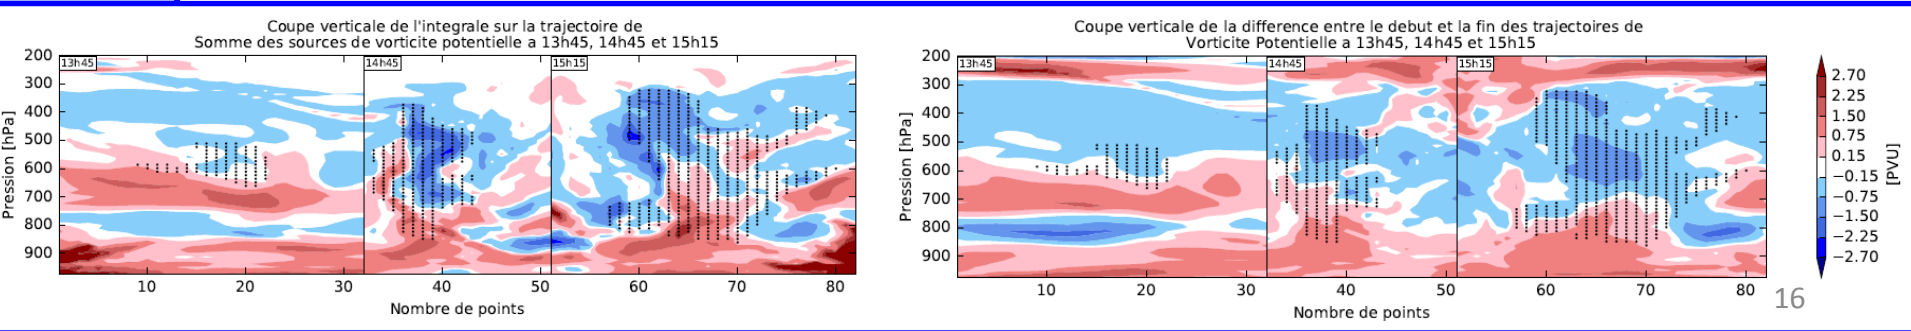 Coupe verticale de l'integrale sur la trajectoire de
Somme des sources de vorticite potentielle a 13h45, 14h45 et 15h15
200
300
400
500
600
700
800
900
Pression [hPa]
13h45
14h45
15h15
10
20
30
40
50
60
70
80
Nombre de points
Coupe verticale de la difference entre le debut et la fin des trajectoires de
Vorticite Potentielle a 13h45, 14h45 et 15h15
200
300
400
500
600
700
800
900
Pression [hPa]
13h45
14h45
15h15
10
20
30
40
50
60
70
80
Nombre de points
2.70
2.25
1.50
0.75
0.15
−0.15
−0.75
−1.50
−2.25
−2.70
[PVU]
16